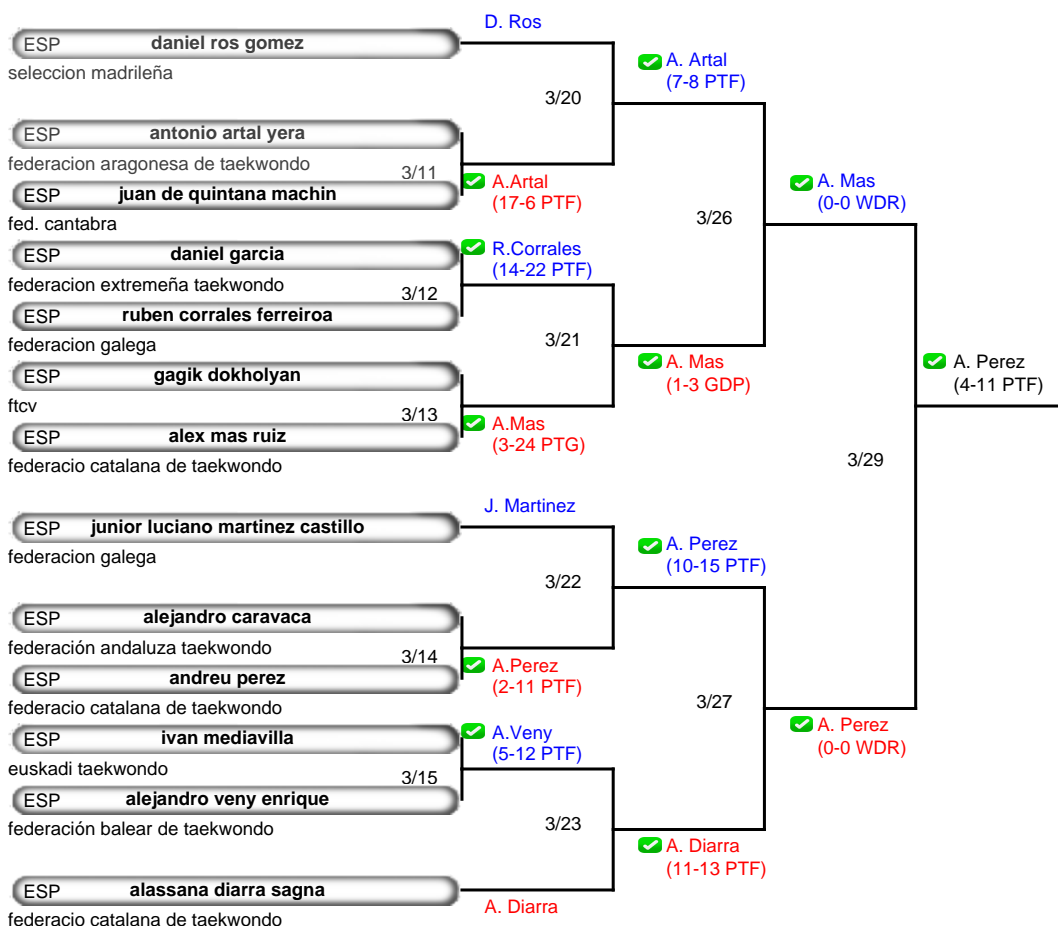 D. Ros
ESP daniel ros gomez
seleccion madrileña
A. Artal
(7-8 PTF)
3/20
ESP antonio artal yera
federacion aragonesa de taekwondo
3/11
A.Artal
(17-6 PTF)
ESP juan de quintana machin
fed. cantabra
A. Mas
(0-0 WDR)
3/26
ESP daniel garcia
federacion extremeña taekwondo
R.Corrales
(14-22 PTF)
3/12
ESP ruben corrales ferreiroa
federacion galega
3/21
ESP gagik dokholyan
ftcv
A. Mas
(1-3 GDP)
A. Perez
(4-11 PTF)
3/13
A.Mas
(3-24 PTG)
ESP alex mas ruiz
federacio catalana de taekwondo
3/29
J. Martinez
ESP junior luciano martinez castillo
federacion galega
A. Perez
(10-15 PTF)
3/22
ESP alejandro caravaca
federación andaluza taekwondo
3/14
A.Perez
(2-11 PTF)
ESP andreu perez
federacio catalana de taekwondo
3/27
ESP ivan mediavilla
euskadi taekwondo
A.Veny
(5-12 PTF)
A. Perez
(0-0 WDR)
3/15
ESP alejandro veny enrique
federación balear de taekwondo
3/23
A. Diarra
(11-13 PTF)
ESP alassana diarra sagna
federacio catalana de taekwondo
A. Diarra